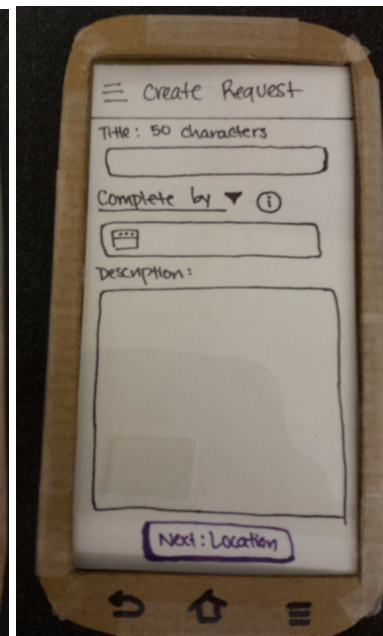 Create Request
Title: 50 characters
Complete by
Description:
Next: Location